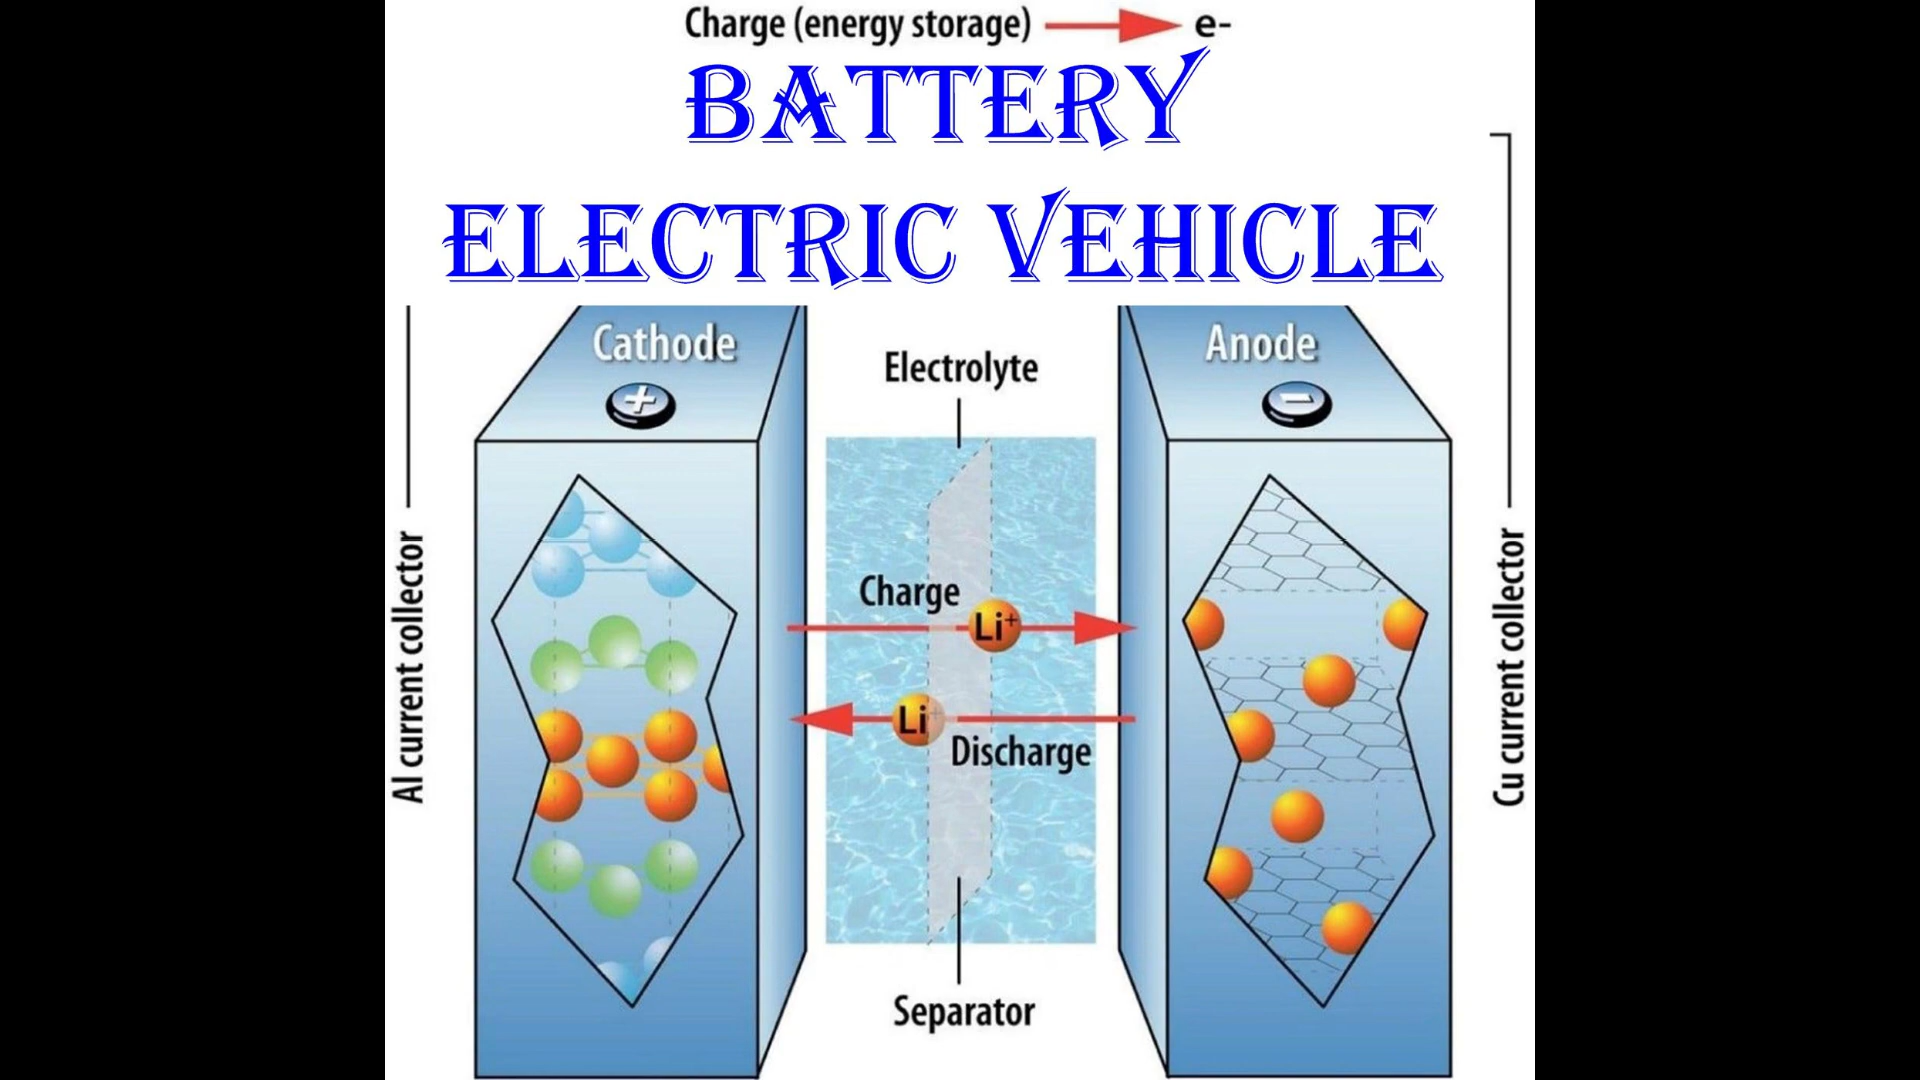 Charge (energy storage) e-
BATTERY
ELECTRIC VEHICLE
Cathode
+
Anode
-
Electrolyte
Al current collector
Charge
Li+
Li+
Discharge
Cu current collector
Separator